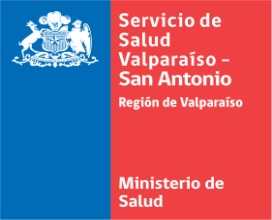 Servicio de
Salud
Valparaíso –
San Antonio
Región de Valparaíso
Ministerio de
Salud